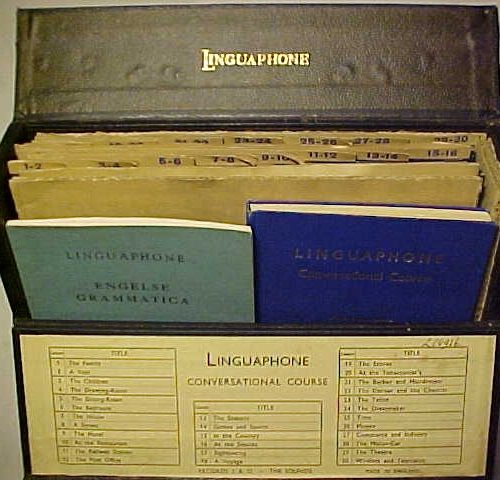 LINGUAPHONE
23-24 25-26 27-28
1-2 3-4 5-6 7-8 9-10 11-12 13-14 15-16
LINGUAPHONE
ENGELSE
GRAMMATICA
LINGUAPHONE
Conversational Course
TITLE
1 The Family
3 The Children
4 The Drawing-Room
5 The Dining-Room
6 The Bedroom
7 The House
8 A Street
9 The Hotel
10 At the Restaurant
11 The Railway Station
12 The Post Office
LINGUAPHONE
CONVERSATIONAL COURSE
TITLE
13 The Seasons
14 Games and Sports
15 In the Country
16 At the Seaside
17 Sightseeing
18 A Voyage
TITLE
19 The Stores
20 At the Tobacconist's
21 The Barber and Hairdresser
22 The Doctor and the Chemist
23 The Tailor
24 The Dressmaker
25 Time
26 Money
27 Commerce and Industry
28 The Motor-Car
29 The Theatre
30 Wireless and Television
MADE IN ENGLAND